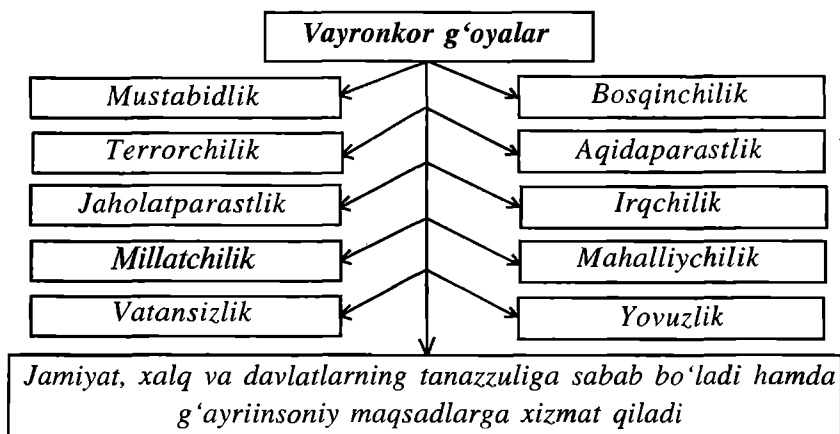 Vayronkor g‘oyalar
Mustabidlik
Bosqinchilik
Terrorchilik
Aqidaparastlik
Jaholatparastlik
Irqchilik
Millatchilik
Mahalliychilik
Vatansizlik
Yovuzlik
Jamiyat, xalq va davlatlarning tanazzuliga sabab bo‘ladi hamda
g‘ayriinsoniy maqsadlarga xizmat qiladi